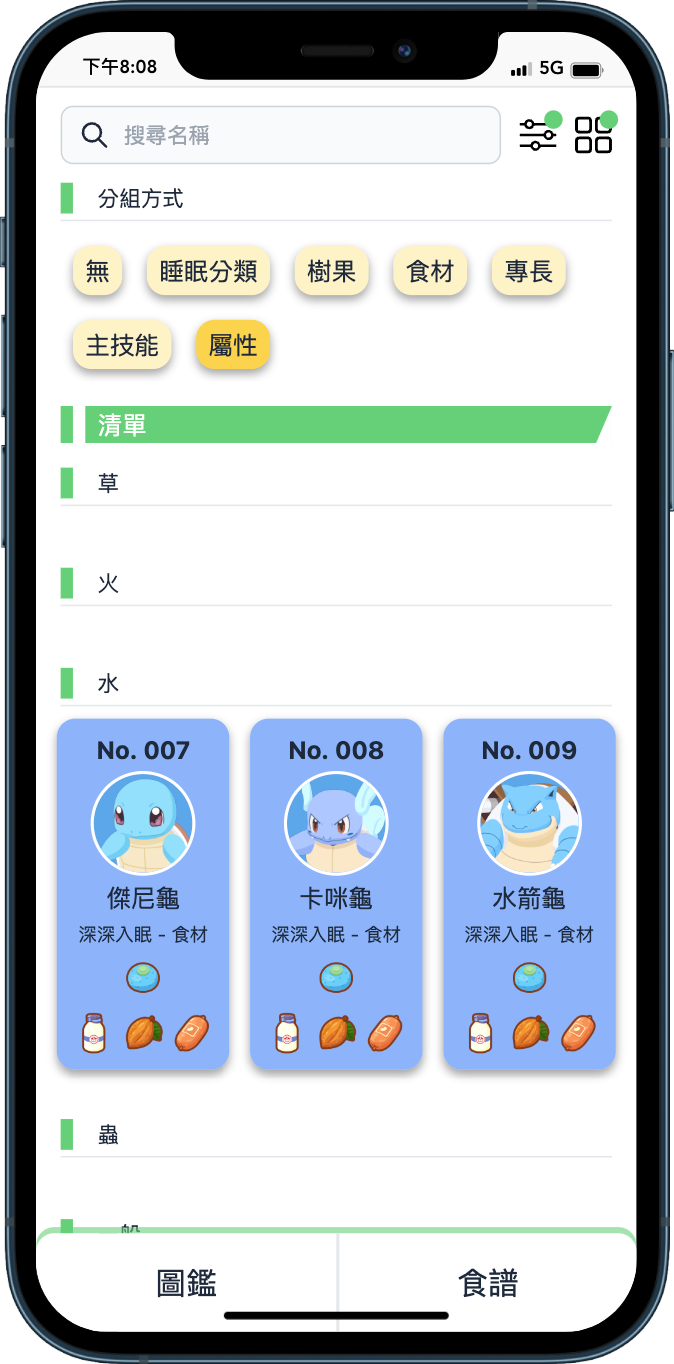 下午8:08 5G
搜尋名稱
分組方式
無 睡眠分類 樹果 食材 專長
主技能 屬性
清單
草
火
水
No. 007 No. 008 No. 009
傑尼龜 卡咪龜 水箭龜
深深入眠 - 食材 深深入眠 - 食材 深深入眠 - 食材
蟲
圖鑑 食譜